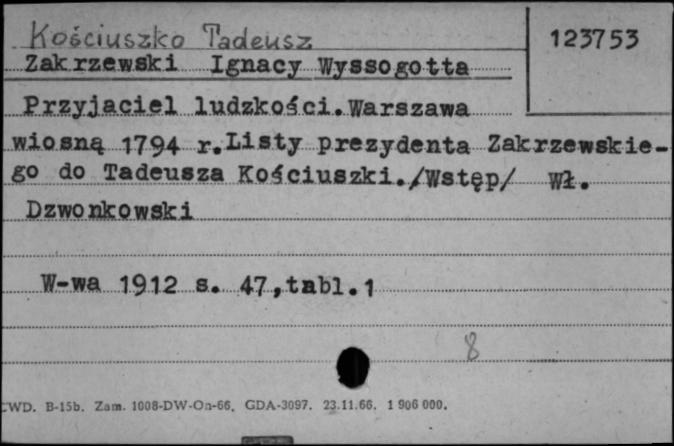 Kościuszko Tadeusz
123753
Zakrzewski Ignacy Wyssogotta
Przyjaciel ludzkości.Warszawa
wiosną 1794 r.Listy prezydenta Zakrzewskie-
go do Tadeusza Kościuszki./Wstęp/ Wł.
Dzwonkowski
W-wa 1912 s. 47,tabl.1
8
CWD. B-15b. Zam. 1008-DW-On-66. GDA-3097. 23.11.66. 1 906 000.